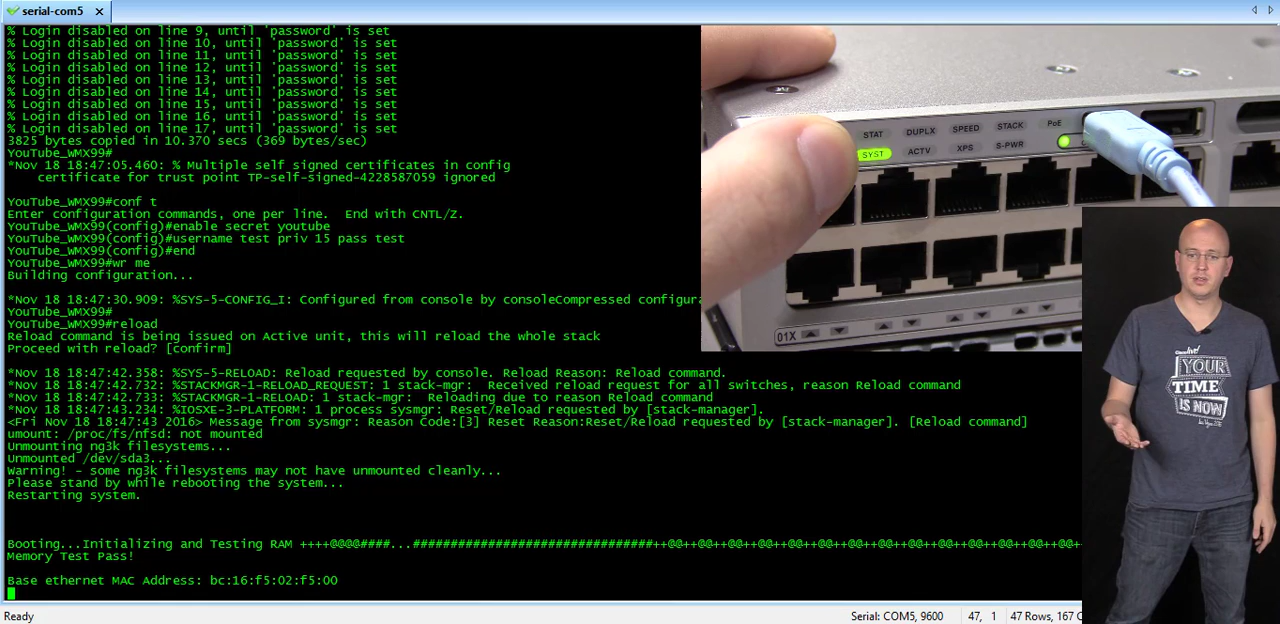 serial-com5
% Login disabled on line 9, until 'password' is set
% Login disabled on line 10, until 'password' is set
% Login disabled on line 11, until 'password' is set
% Login disabled on line 12, until 'password' is set
% Login disabled on line 13, until 'password' is set
% Login disabled on line 14, until 'password' is set
% Login disabled on line 15, until 'password' is set
% Login disabled on line 16, until 'password' is set
% Login disabled on line 17, until 'password' is set
3825 bytes copied in 10.370 secs (369 bytes/sec)
YouTube_WMX99#
*Nov 18 18:47:05.460: % Multiple self signed certificates in config
certificate for trust point TP-self-signed-4228587059 ignored
YouTube_WMX99#conf t
Enter configuration commands, one per line.  End with CNTL/Z.
YouTube_WMX99(config)#enable secret youtube
YouTube_WMX99(config)#username test priv 15 pass test
YouTube_WMX99(config)#end
YouTube_WMX99#wr me
Building configuration...
*Nov 18 18:47:30.909: %SYS-5-CONFIG_I: Configured from console by consoleCompressed configura
YouTube_WMX99#
YouTube_WMX99#reload
Reload command is being issued on Active unit, this will reload the whole stack
Proceed with reload? [confirm]
*Nov 18 18:47:42.358: %SYS-5-RELOAD: Reload requested by console. Reload Reason: Reload command.
*Nov 18 18:47:42.732: %STACKMGR-1-RELOAD_REQUEST: 1 stack-mgr:  Received reload request for all switches, reason Reload command
*Nov 18 18:47:42.733: %STACKMGR-1-RELOAD: 1 stack-mgr:  Reloading due to reason Reload command
*Nov 18 18:47:43.234: %IOSXE-3-PLATFORM: 1 process sysmgr: Reset/Reload requested by [stack-manager].
<Fri Nov 18 18:47:43 2016> Message from sysmgr: Reason Code:[3] Reset Reason:Reset/Reload requested by [stack-manager]. [Reload command]
umount: /proc/fs/nfsd: not mounted
Unmounting ng3k filesystems...
Unmounted /dev/sda3...
Warning! - some ng3k filesystems may not have unmounted cleanly...
Please stand by while rebooting the system...
Restarting system.
Booting...Initializing and Testing RAM ++++@@@@####...################################++@@++@@++@@++@@++@@++@@++@@++@@++@@++@@++@@++@@++@@++@@+
Memory Test Pass!
Base ethernet MAC Address: bc:16:f5:02:f5:00
STAT DUPLX SPEED STACK PoE
SYST ACTV XPS S-PWR
01X
Cisco live!
YOUR
TIME
IS NOW
Ready
Serial: COM5, 9600
47, 1
47 Rows, 167 C